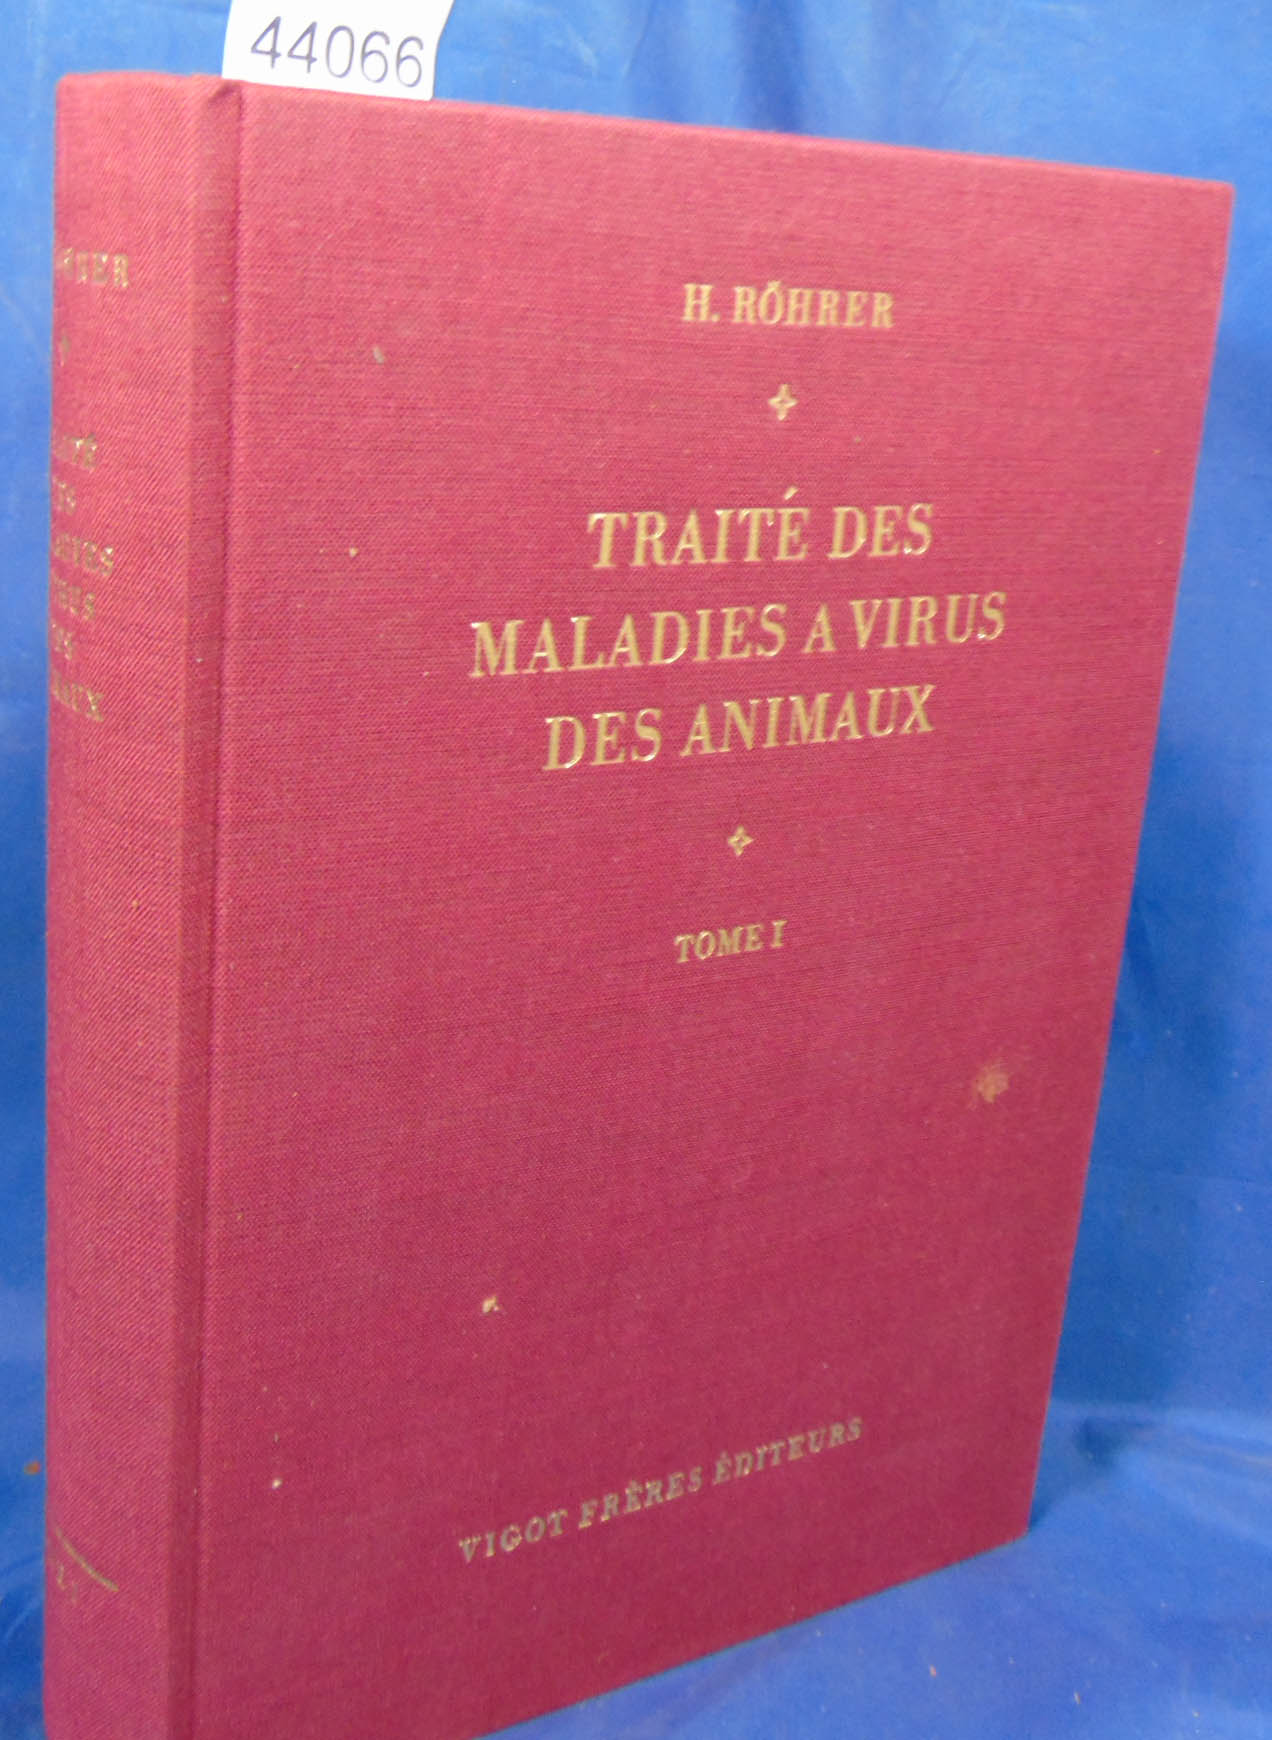 44066
H. RÖHRER
TRAITÉ DES
MALADIES A VIRUS
DES ANIMAUX
TOME I
VIGOT FRÈRES ÉDITEURS